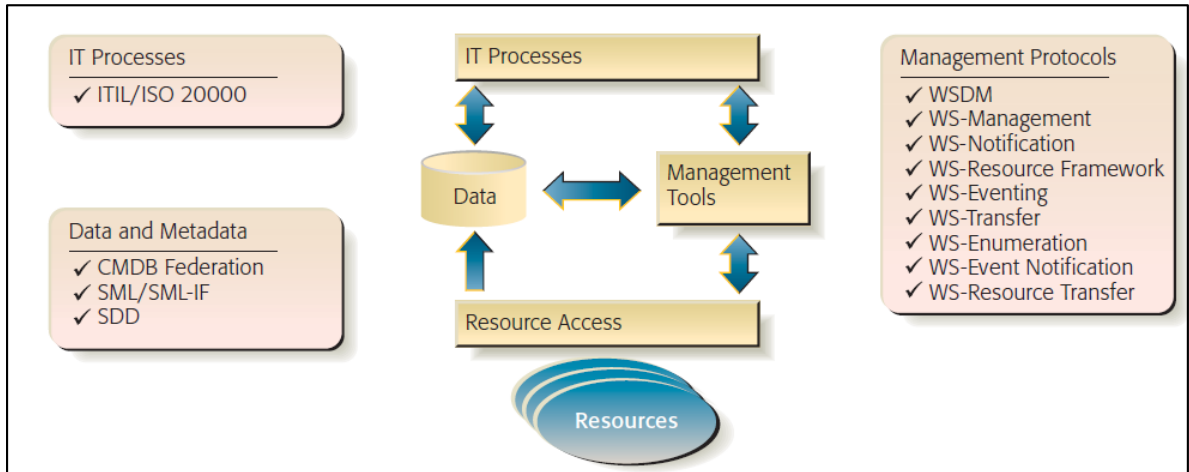 IT Processes
✓ ITIL/ISO 20000
Data and Metadata
✓ CMDB Federation
✓ SML/SML-IF
✓ SDD
IT Processes
Data
Management
Tools
Resource Access
Resources
Management Protocols
✓ WSDM
✓ WS-Management
✓ WS-Notification
✓ WS-Resource Framework
✓ WS-Eventing
✓ WS-Transfer
✓ WS-Enumeration
✓ WS-Event Notification
✓ WS-Resource Transfer